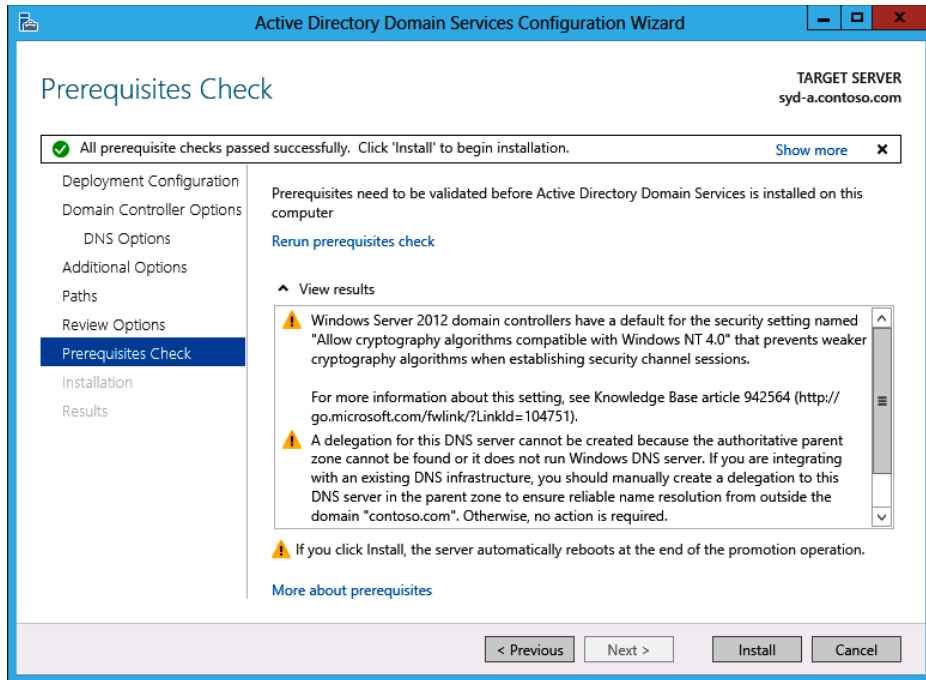 Active Directory Domain Services Configuration Wizard
Prerequisites Check
TARGET SERVER
syd-a.contoso.com
All prerequisite checks passed successfully. Click 'Install' to begin installation.
Show more
Deployment Configuration
Domain Controller Options
DNS Options
Additional Options
Paths
Review Options
Prerequisites Check
Installation
Results
Prerequisites need to be validated before Active Directory Domain Services is installed on this
computer
Rerun prerequisites check
View results
Windows Server 2012 domain controllers have a default for the security setting named
"Allow cryptography algorithms compatible with Windows NT 4.0" that prevents weaker
cryptography algorithms when establishing security channel sessions.
For more information about this setting, see Knowledge Base article 942564 (http://
go.microsoft.com/fwlink/?LinkId=104751).
A delegation for this DNS server cannot be created because the authoritative parent
zone cannot be found or it does not run Windows DNS server. If you are integrating
with an existing DNS infrastructure, you should manually create a delegation to this
DNS server in the parent zone to ensure reliable name resolution from outside the
domain "contoso.com". Otherwise, no action is required.
If you click Install, the server automatically reboots at the end of the promotion operation.
More about prerequisites
< Previous
Next >
Install
Cancel